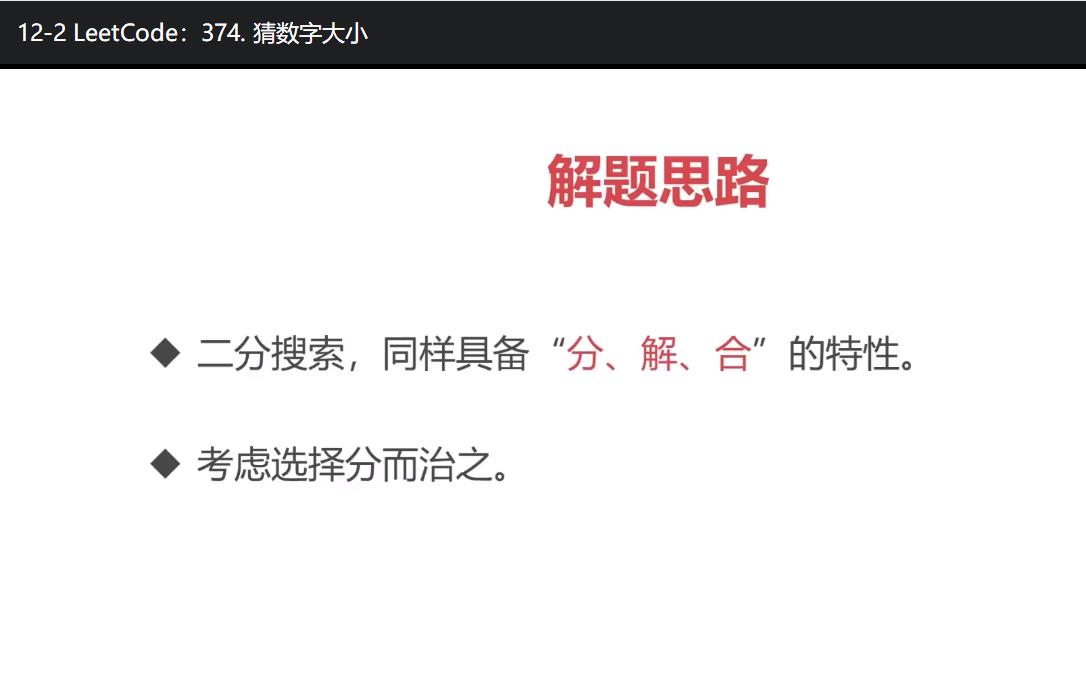 12-2 LeetCode：374. 猜数字大小
解题思路
◆ 二分搜索，同样具备“分、解、合”的特性。
◆ 考虑选择分而治之。